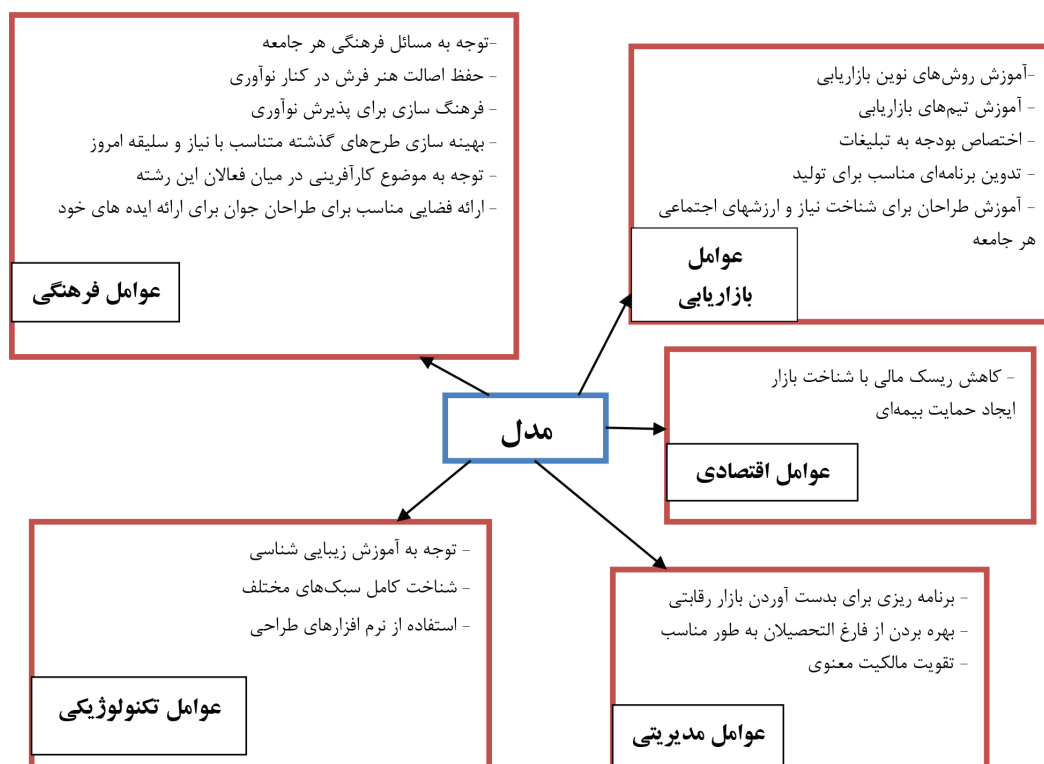 -آموزش روش‌های نوین بازاریابی
- آموزش تیم‌های بازاریابی
- اختصاص بودجه به تبلیغات
- تدوین برنامه‌ای مناسب برای تولید
- آموزش طراحان برای شناخت نیاز و ارزشهای اجتماعی
هر جامعه
عوامل
بازاریابی
-توجه به مسائل فرهنگی هر جامعه
- حفظ اصالت هنر فرش در کنار نوآوری
- فرهنگ سازی برای پذیرش نوآوری
- بهینه سازی طرح‌های گذشته متناسب با نیاز و سلیقه امروز
- توجه به موضوع کارآفرینی در میان فعالان این رشته
- ارائه فضایی مناسب برای طراحان جوان برای ارائه ایده های خود
عوامل فرهنگی
- کاهش ریسک مالی با شناخت بازار
ایجاد حمایت بیمه‌ای
عوامل اقتصادی
مدل
- برنامه ریزی برای بدست آوردن بازار رقابتی
- بهره بردن از فارغ التحصیلان به طور مناسب
- تقویت مالکیت معنوی
عوامل مدیریتی
- توجه به آموزش زیبایی شناسی
- شناخت کامل سبک‌های مختلف
- استفاده از نرم افزارهای طراحی
عوامل تکنولوژیکی